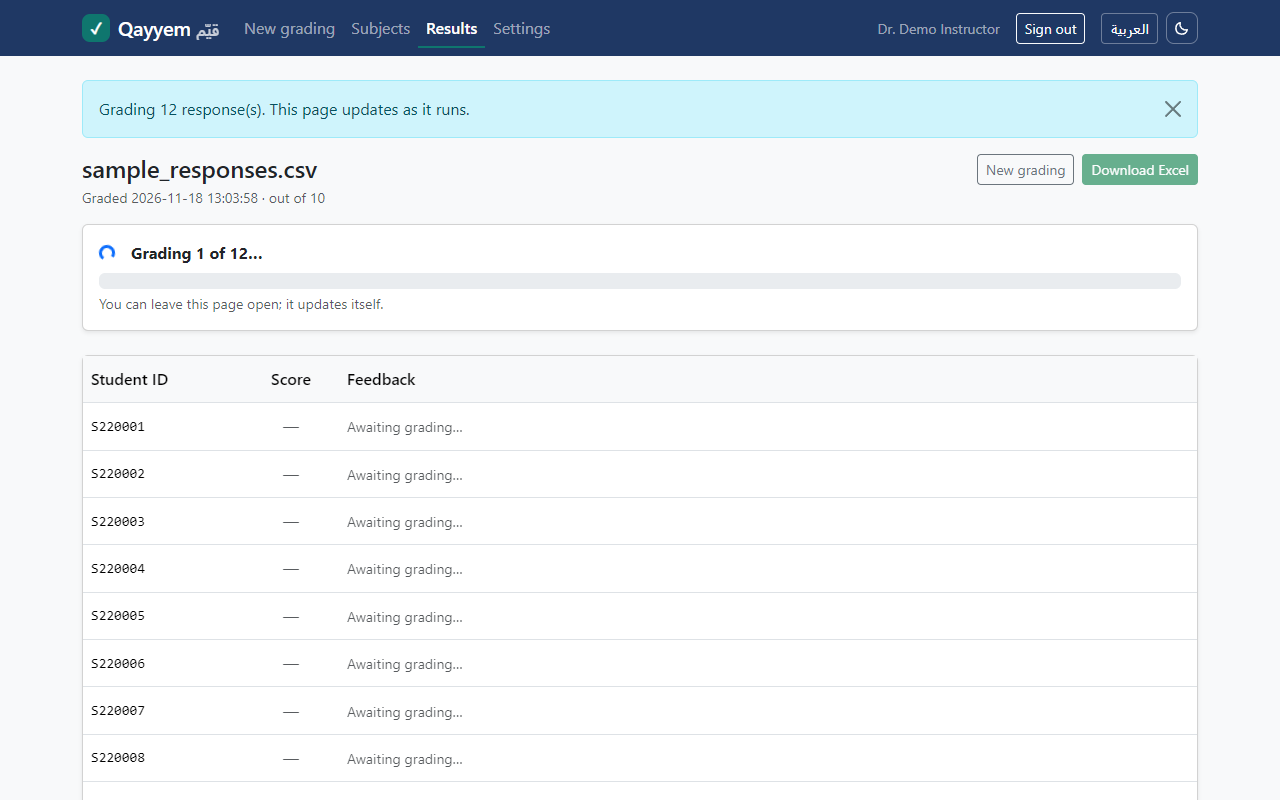 Qayyem قيّم New grading Subjects Results Settings Dr. Demo Instructor Sign out العربية
Grading 12 response(s). This page updates as it runs.
sample_responses.csv New grading Download Excel
Graded 2026-11-18 13:03:58 · out of 10
Grading 1 of 12...
You can leave this page open; it updates itself.
Student ID Score Feedback
S220001 — Awaiting grading...
S220002 — Awaiting grading...
S220003 — Awaiting grading...
S220004 — Awaiting grading...
S220005 — Awaiting grading...
S220006 — Awaiting grading...
S220007 — Awaiting grading...
S220008 — Awaiting grading...